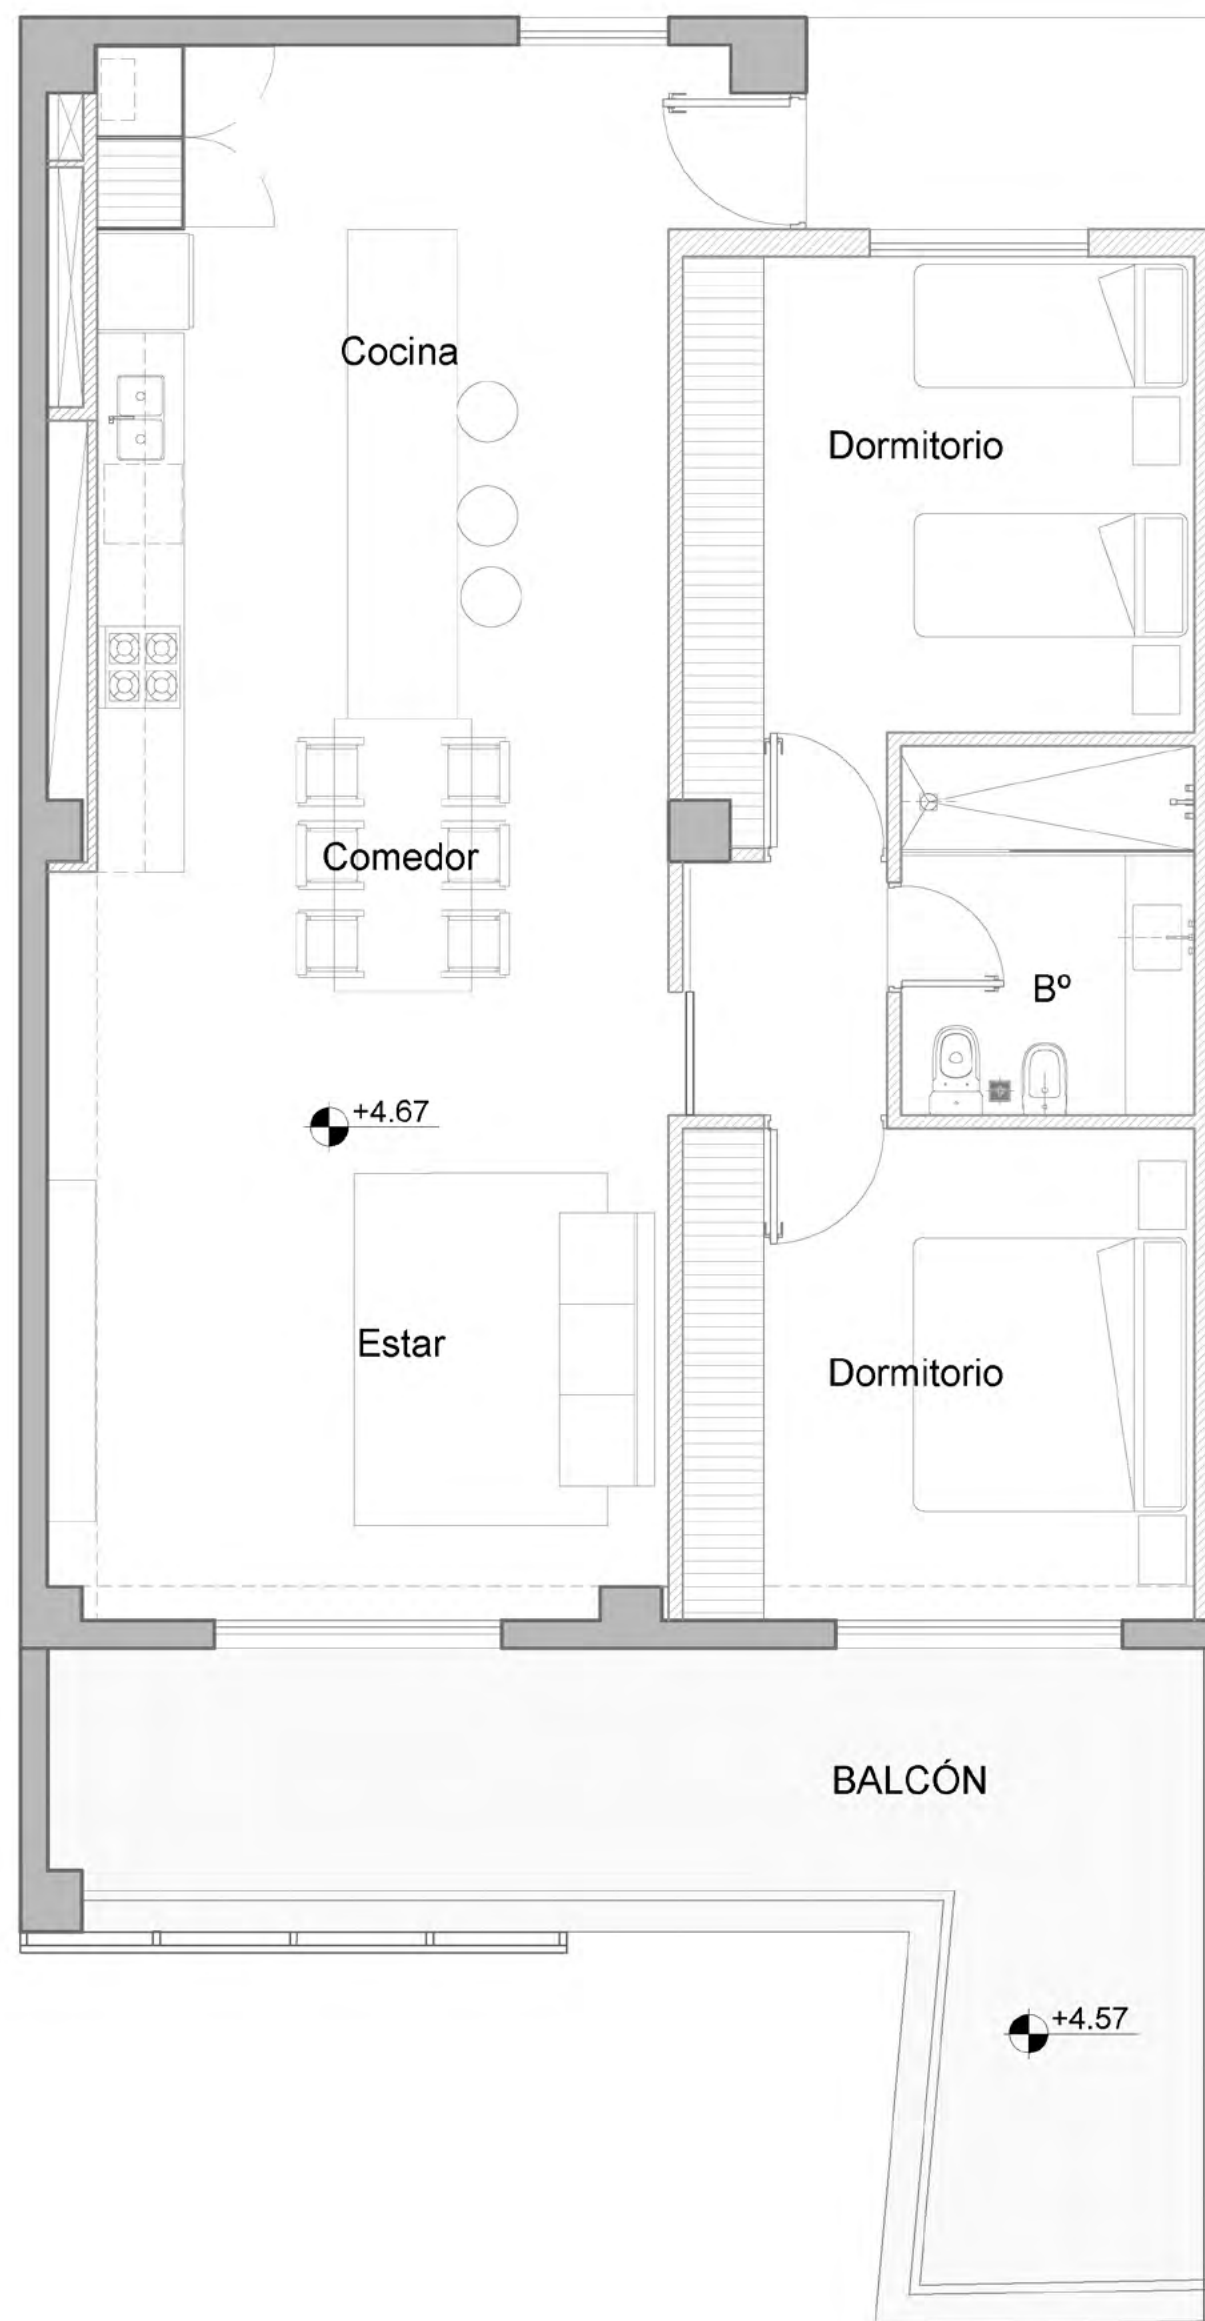 Cocina
Dormitorio
Comedor
Bº
+4.67
Estar
Dormitorio
BALCÓN
+4.57